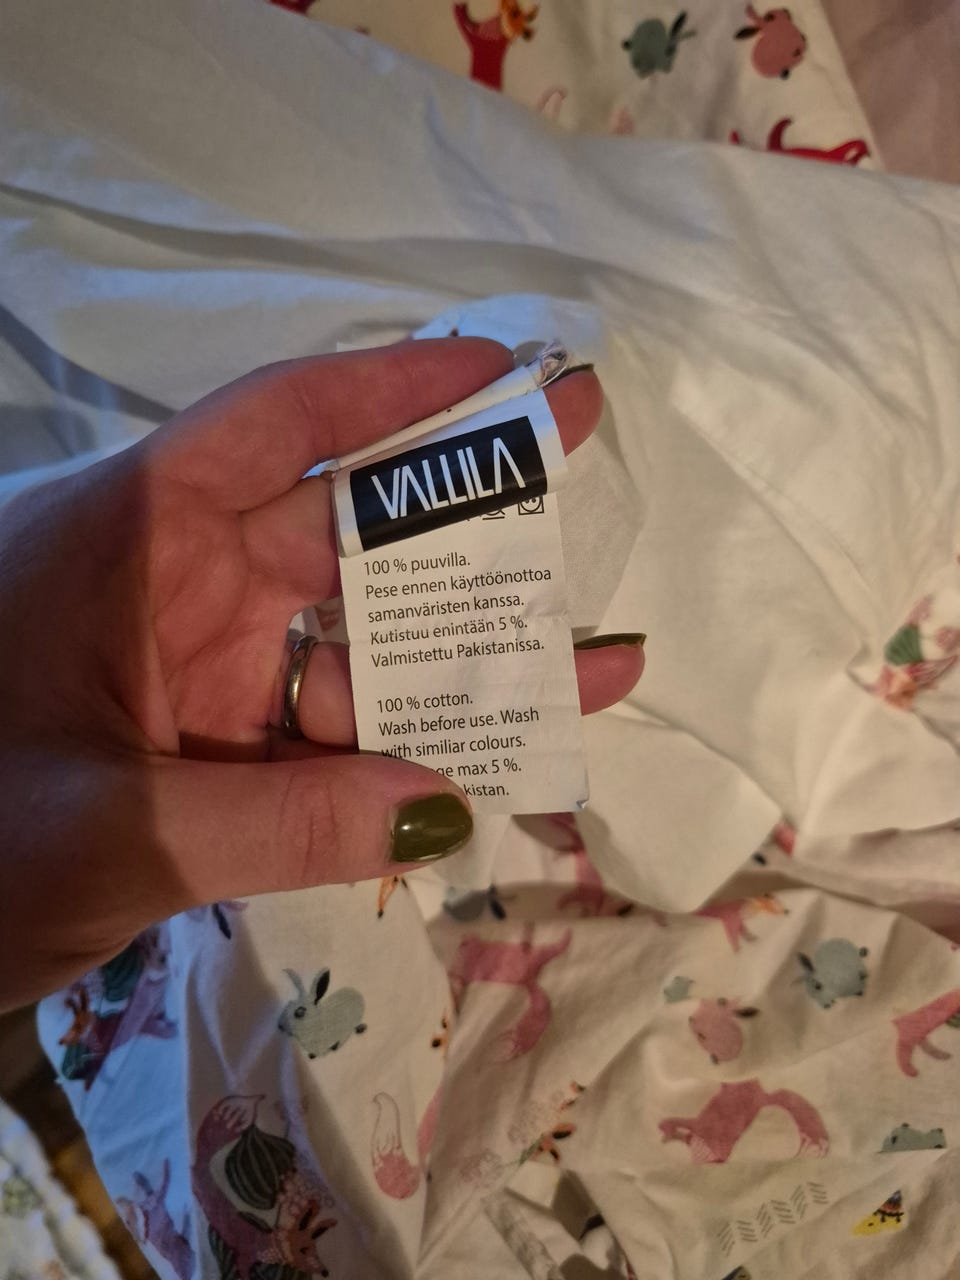 VALLILA
100 % puuvilla.
Pese ennen käyttöönottoa
samanväristen kanssa.
Kutistuu enintään 5 %.
Valmistettu Pakistanissa.
100 % cotton.
Wash before use. Wash
with similiar colours.
max 5 %.